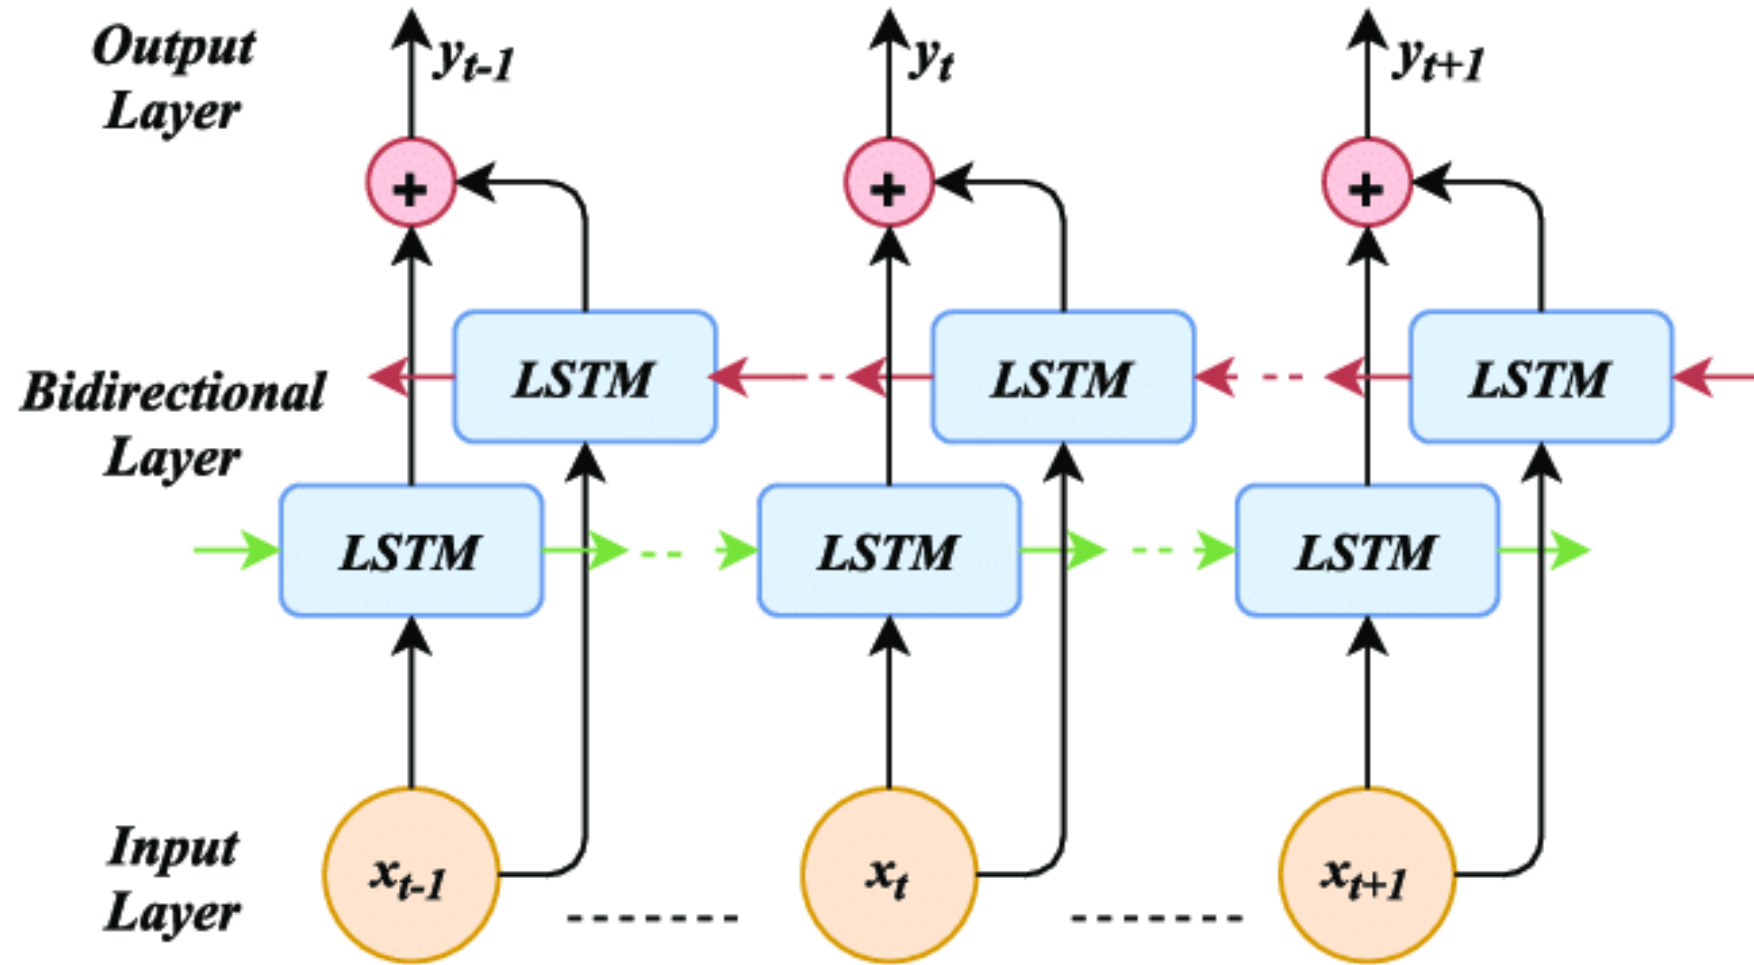 Output
Layer
y_{t-1}
y_t
y_{t+1}
+
+
+
LSTM
LSTM
LSTM
Bidirectional
Layer
LSTM
LSTM
LSTM
Input
Layer
x_{t-1}
x_t
x_{t+1}